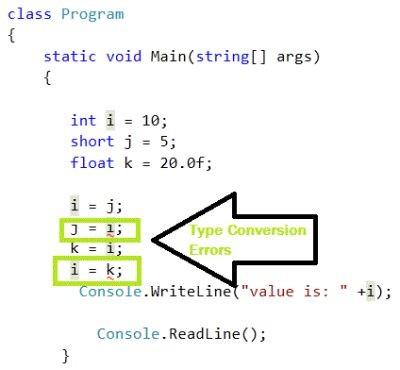 class Program
{
static void Main(string[] args)
{
int i = 10;
short j = 5;
float k = 20.0f;
i = j;
j = i;
k = i;
i = k;
Type Conversion
Errors
Console.WriteLine("value is: " +i);
Console.ReadLine();
}